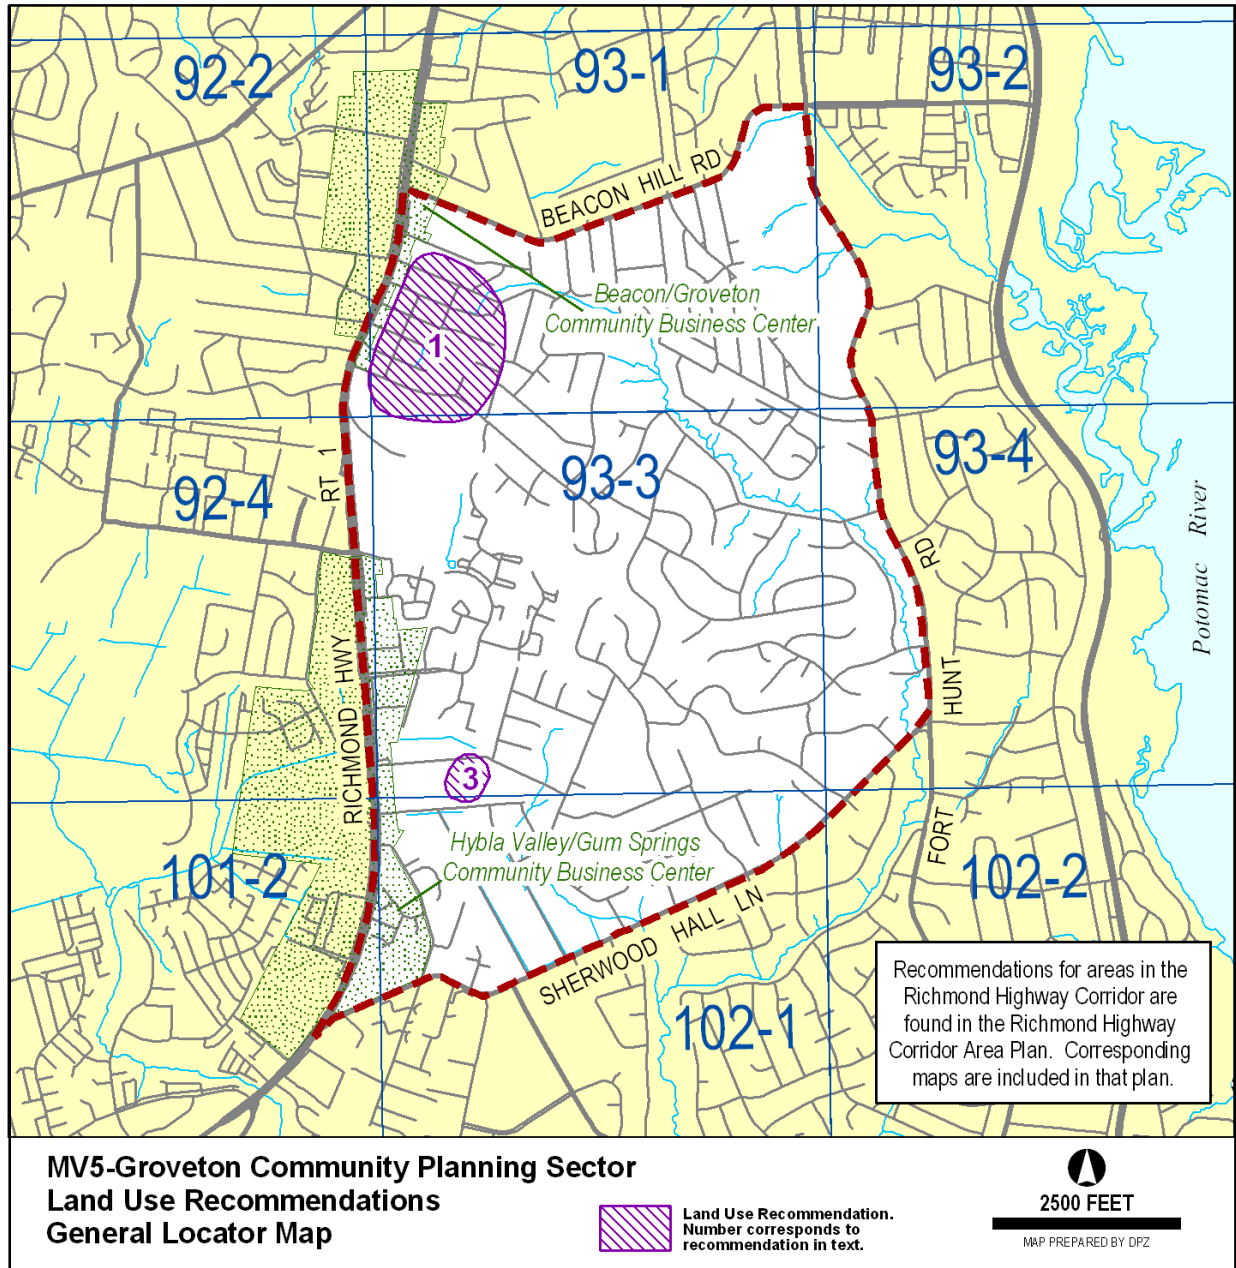 92-2
93-1
93-2
BEACON HILL RD
Beacon/Groveton
Community Business Center
1
RT 1
92-4
93-3
93-4
Potomac River
RD
HUNT
RICHMOND HWY
3
FORT
Hybla Valley/Gum Springs
Community Business Center
101-2
102-2
SHERWOOD HALL LN
102-1
Recommendations for areas in the
Richmond Highway Corridor are
found in the Richmond Highway
Corridor Area Plan. Corresponding
maps are included in that plan.
MV5-Groveton Community Planning Sector
Land Use Recommendations
General Locator Map
Land Use Recommendation.
Number corresponds to
recommendation in text.
2500 FEET
MAP PREPARED BY DPZ